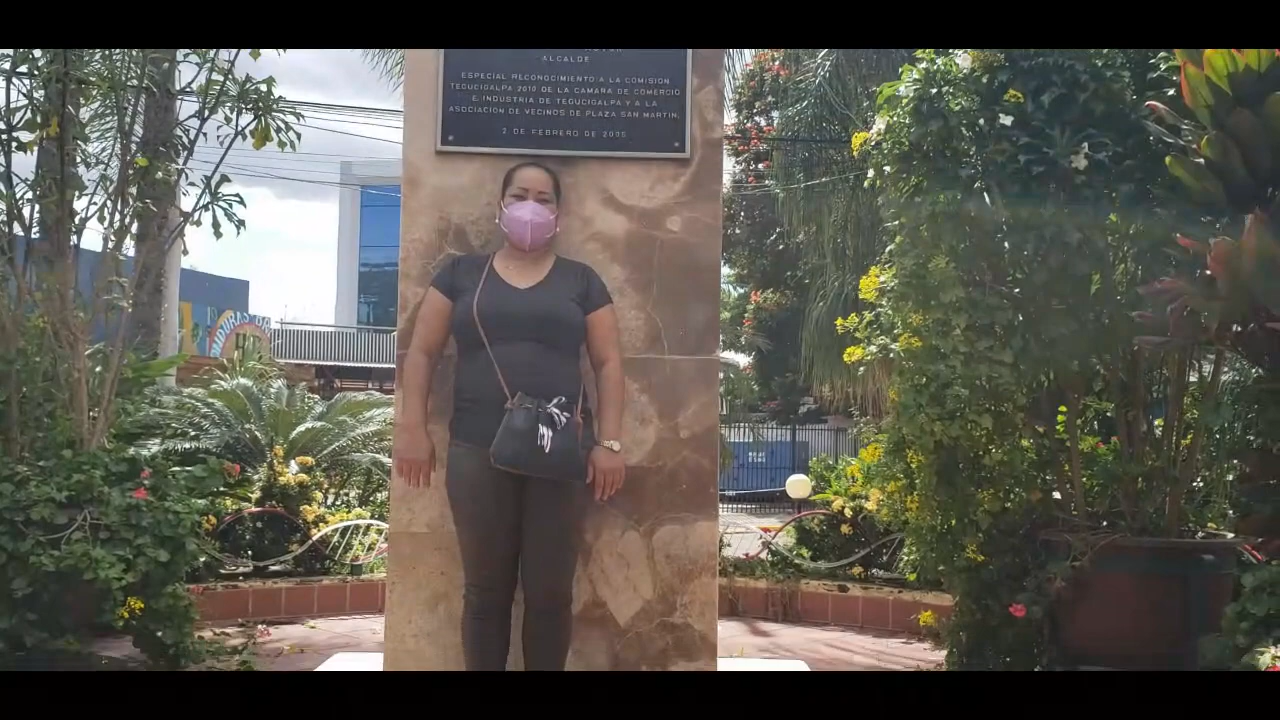 ALCALDE
ESPECIAL RECONOCIMIENTO A LA COMISION
TEGUCIGALPA 2010 DE LA CAMARA DE COMERCIO
E INDUSTRIA DE TEGUCIGALPA Y A LA
ASOCIACION DE VECINOS DE PLAZA SAN MARTIN.
2 DE FEBRERO DE 2005